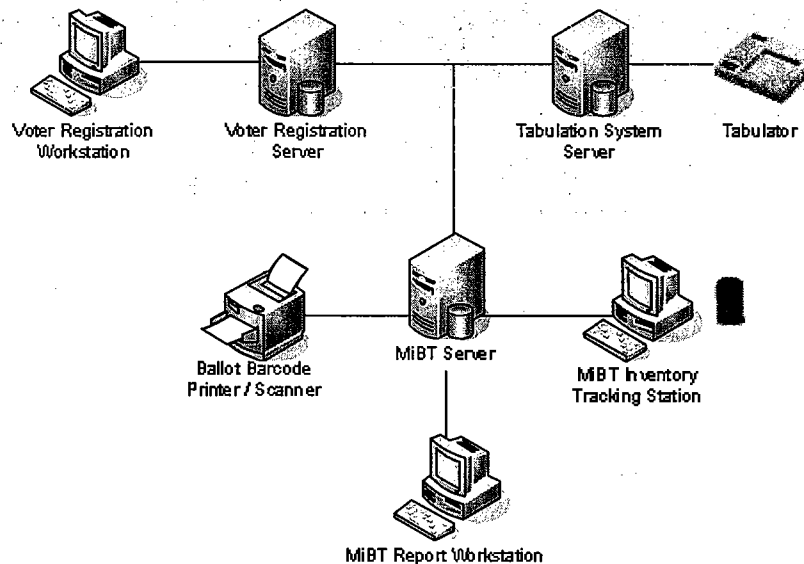 Voter Registration
Workstation
Voter Registration
Server
Tabulation System
Server
Tabulator
Ballot Barcode
Printer / Scanner
MiBT Server
MiBT Inventory
Tracking Station
MiBT Report Workstation